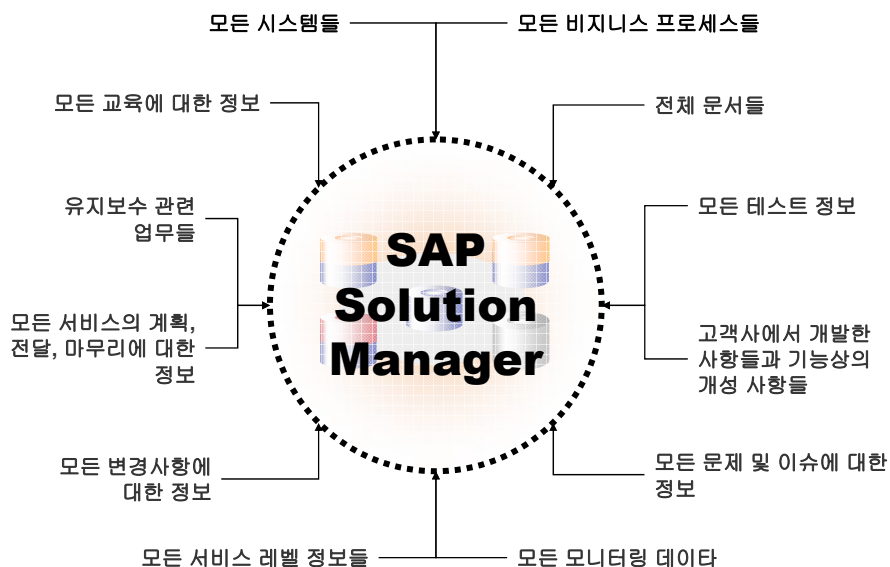 모든 시스템들
모든 비지니스 프로세스들
모든 교육에 대한 정보
전체 문서들
유지보수 관련
업무들
모든 테스트 정보
SAP
Solution
Manager
모든 서비스의 계획,
전달, 마무리에 대한
정보
고객사에서 개발한
사항들과 기능상의
개성 사항들
모든 변경사항에
대한 정보
모든 문제 및 이슈에 대한
정보
모든 서비스 레벨 정보들
모든 모니터링 데이타